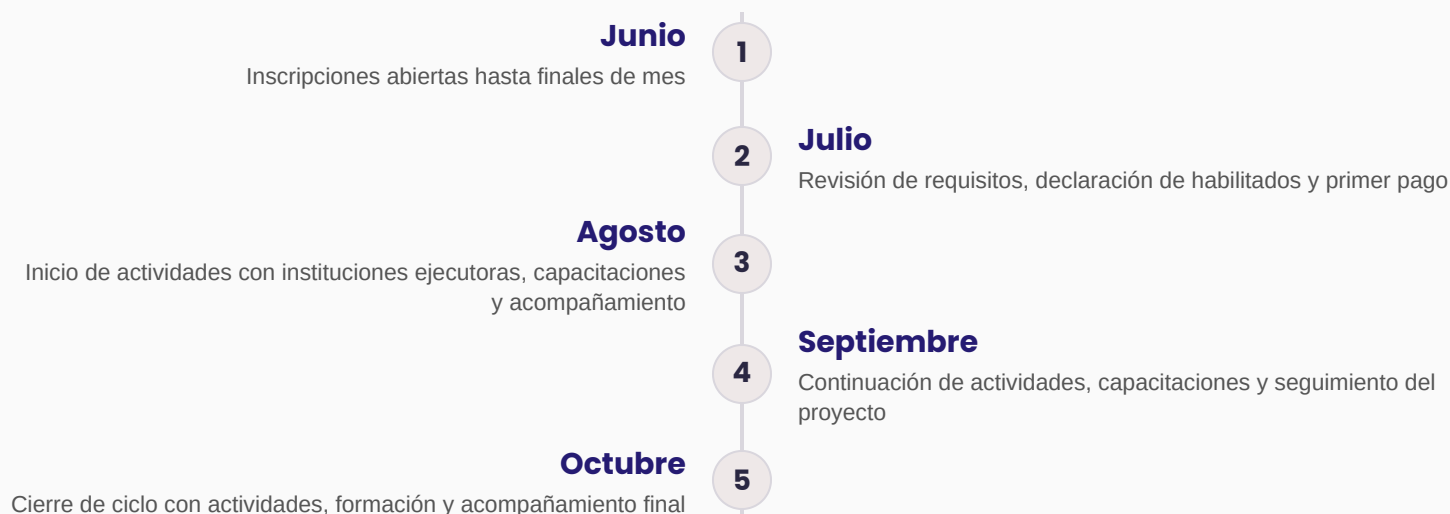 Junio
1
Inscripciones abiertas hasta finales de mes
2
Julio
Revisión de requisitos, declaración de habilitados y primer pago
Agosto
3
Inicio de actividades con instituciones ejecutoras, capacitaciones
y acompañamiento
4
Septiembre
Continuación de actividades, capacitaciones y seguimiento del
proyecto
Octubre
5
Cierre de ciclo con actividades, formación y acompañamiento final